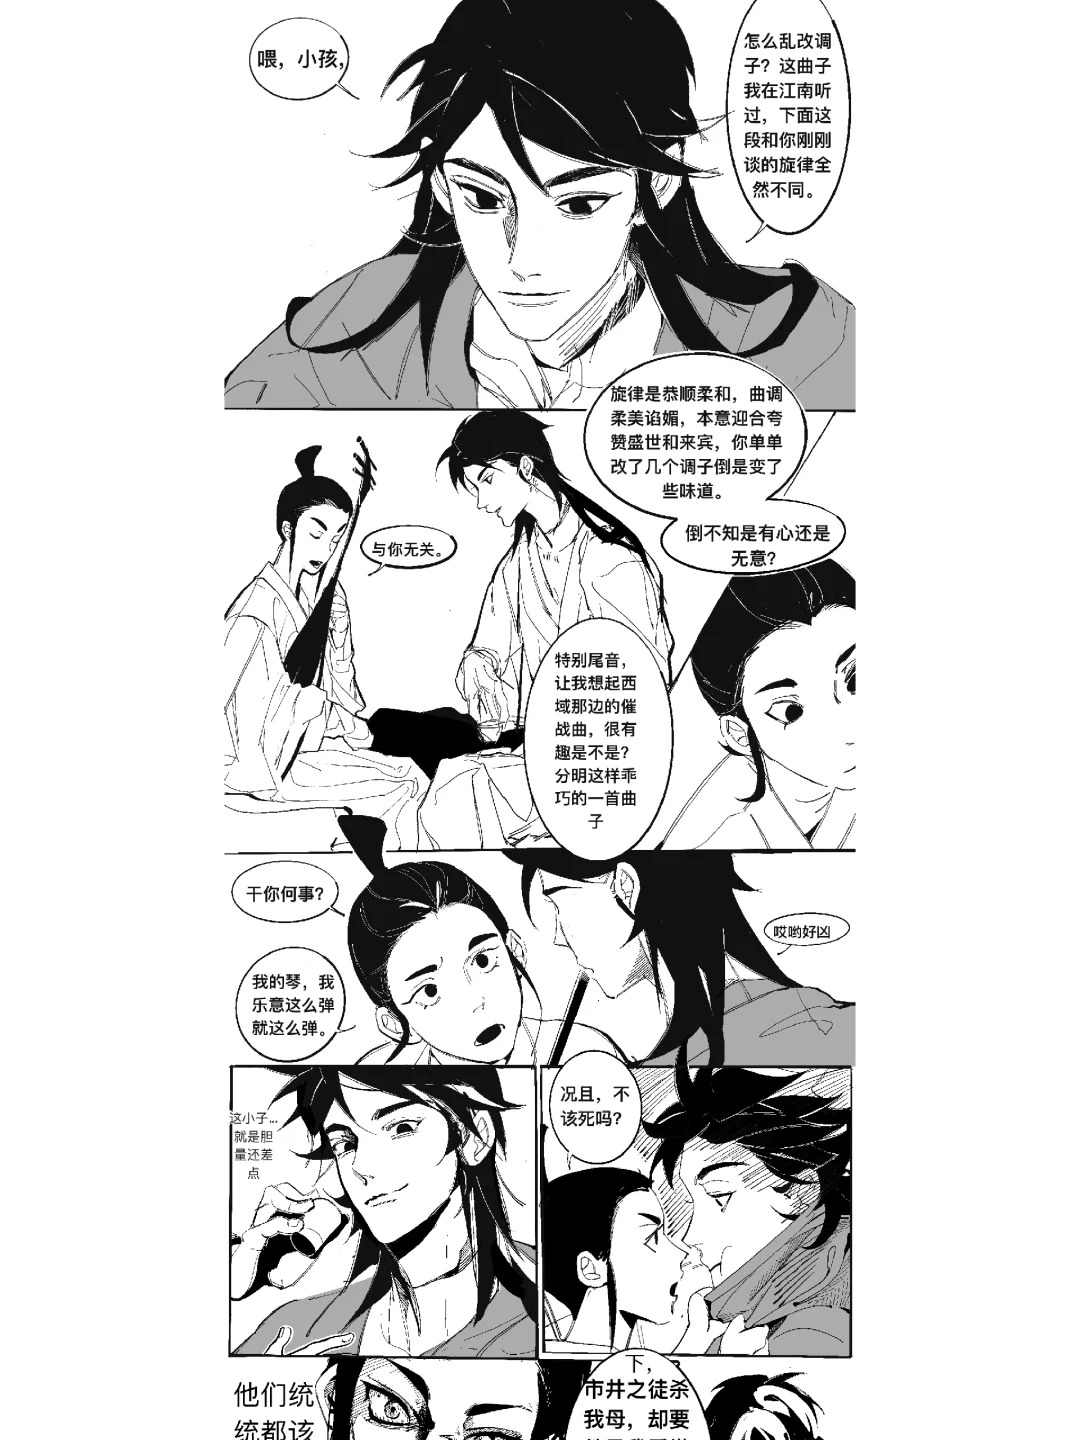 喂，小孩，
怎么乱改调
子？这曲子
我在江南听
过，下面这
段和你刚刚
谈的旋律全
然不同。
旋律是恭顺柔和，曲调
柔美谄媚，本意迎合夸
赞盛世和来宾，你单单
改了几个调子倒是变了
些味道。
倒不知是有心还是
无意？
与你无关。
特别尾音，
让我想起西
域那边的催
战曲，很有
趣是不是？
分明这样乖
巧的一首曲
子
干你何事？
哎哟好凶
我的琴，我
乐意这么弹
就这么弹。
这小子...
就是胆
量还差
点
况且，不
该死吗？
他们统
统都该
下，
市井之徒杀
我母，却要